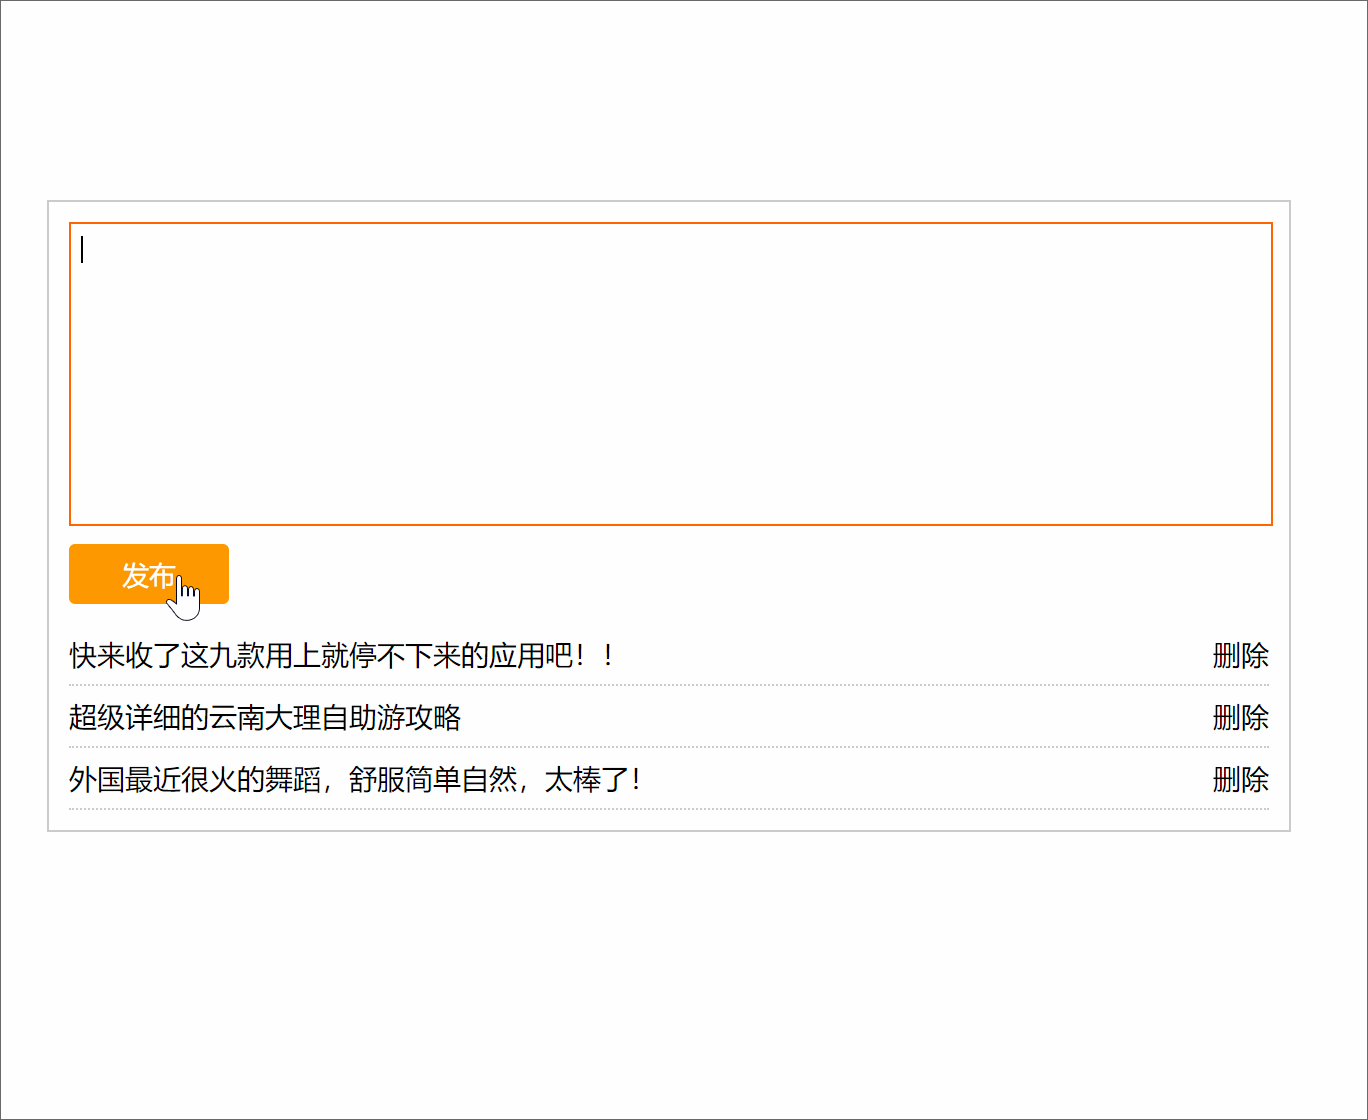 发布
快来收了这九款用上就停不下来的应用吧！！ 删除
超级详细的云南大理自助游攻略 删除
外国最近很火的舞蹈，舒服简单自然，太棒了！ 删除